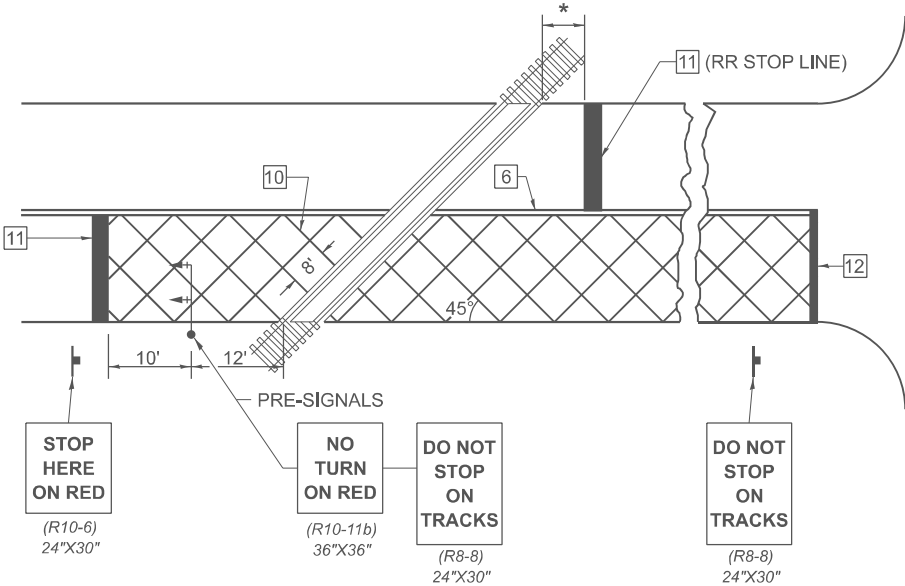 *
11 (RR STOP LINE)
10
6
11
8'
12
45°
10'
12'
PRE-SIGNALS
STOP
HERE
ON RED
(R10-6)
24"X30"
NO
TURN
ON RED
(R10-11b)
36"X36"
DO NOT
STOP
ON
TRACKS
(R8-8)
24"X30"
DO NOT
STOP
ON
TRACKS
(R8-8)
24"X30"